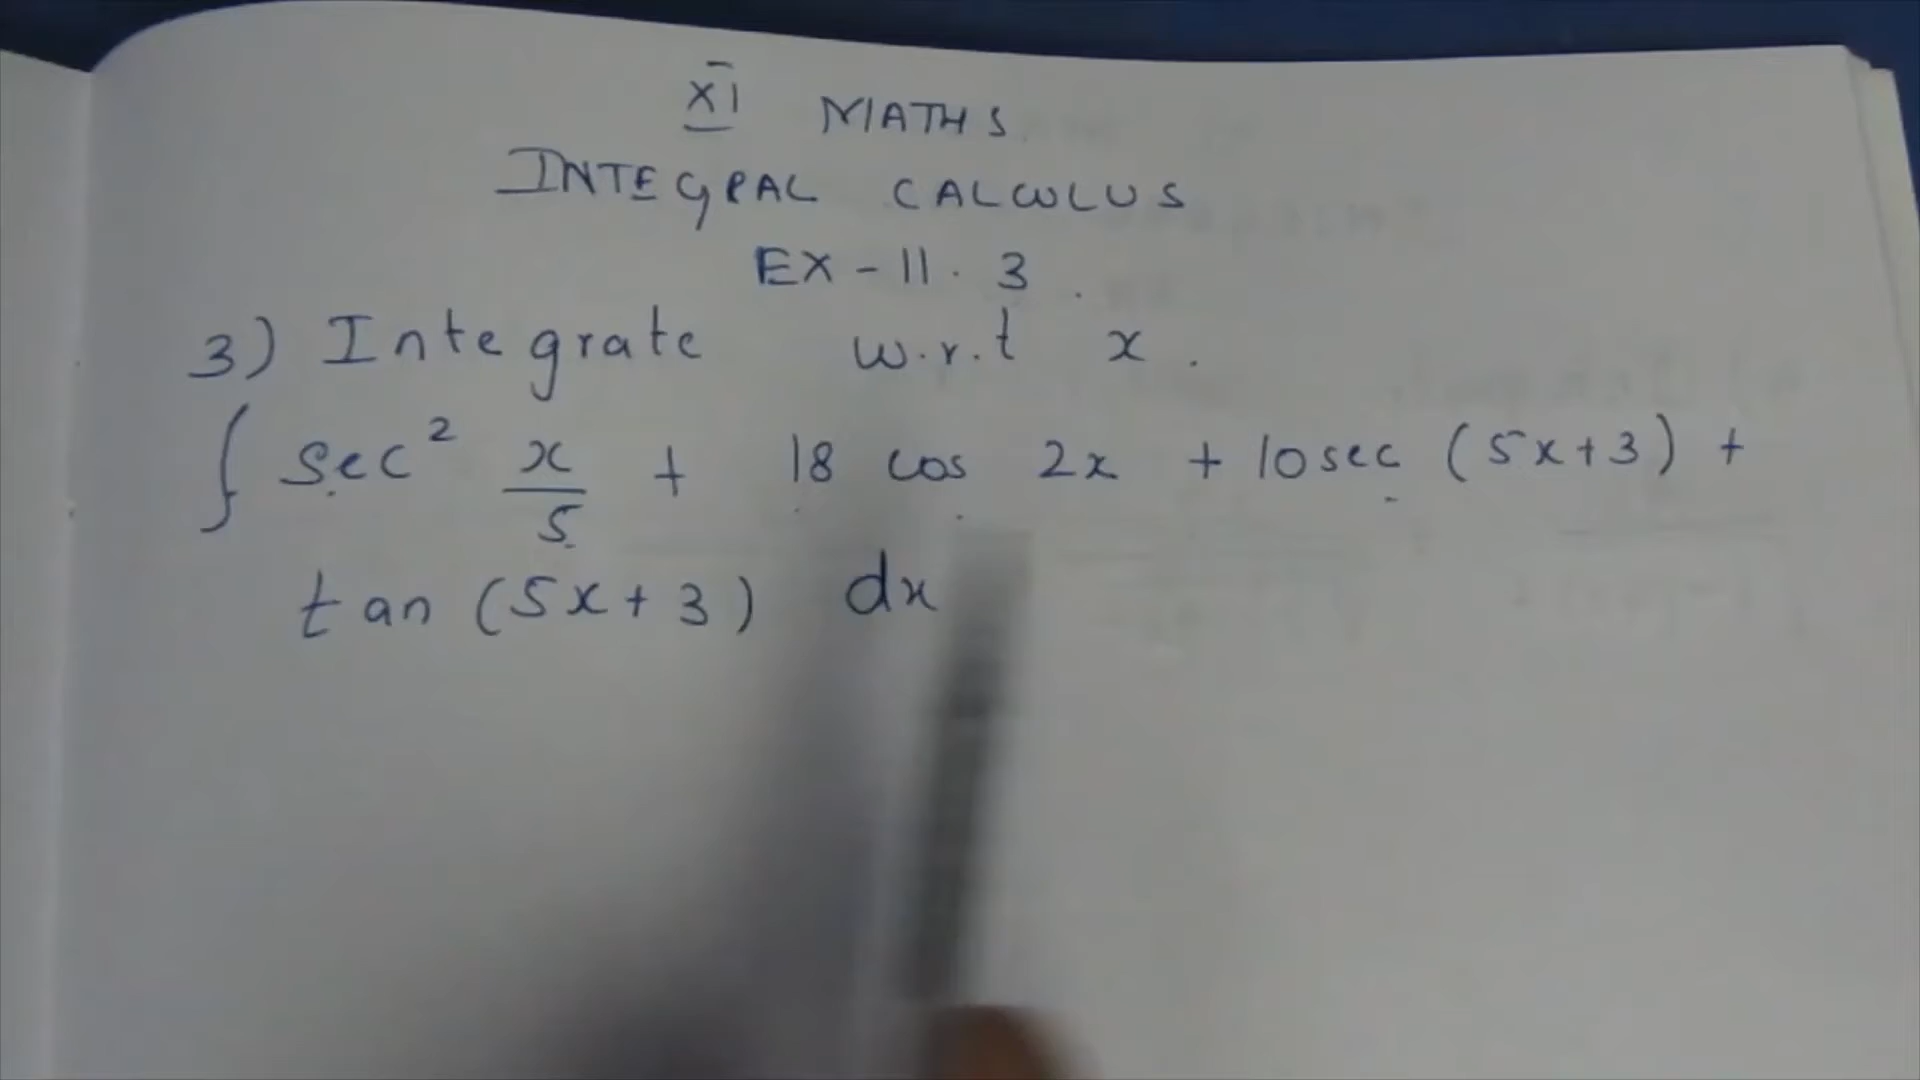 XI MATHS
INTEGRAL CALCULUS
EX - 11. 3.
3) Integrate w.r.t x.
∫ sec² x/5 + 18 cos 2x + 10 sec (5x+3) +
tan (5x+3) dx